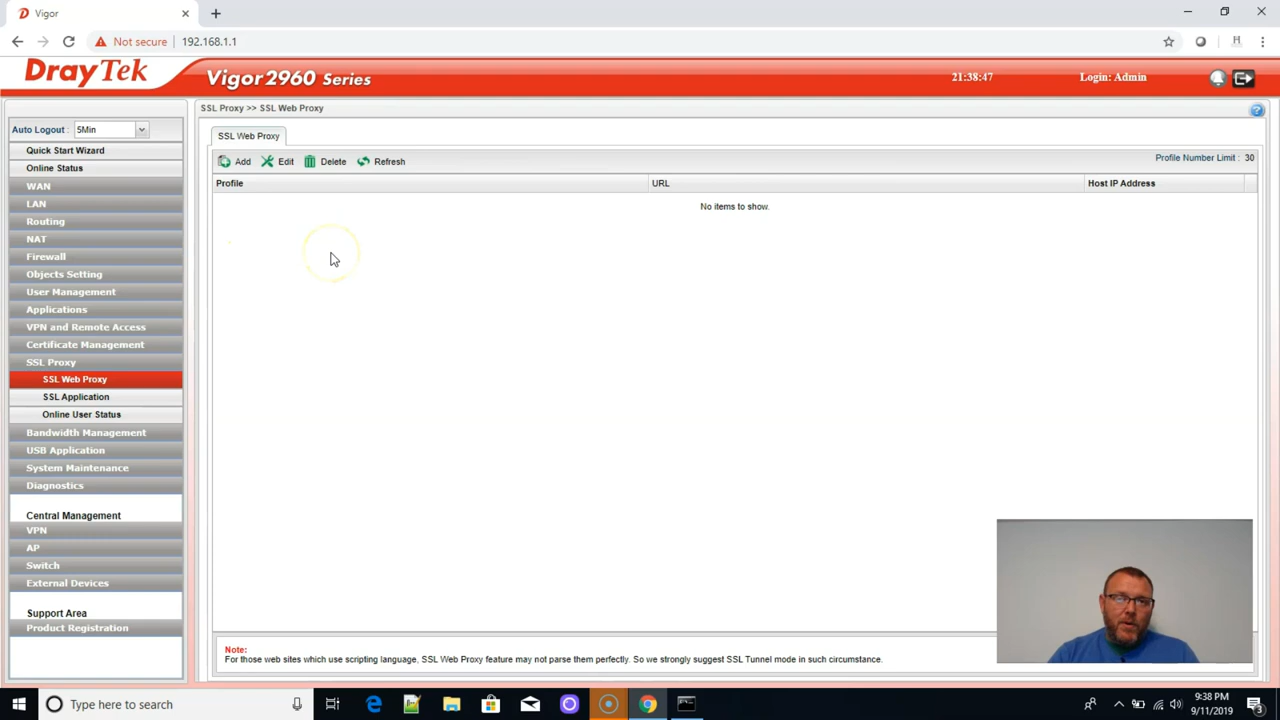 Vigor
Not secure
192.168.1.1
DrayTek
Vigor2960 Series
21:38:47
Login: Admin
Auto Logout : 5Min
Quick Start Wizard
Online Status
WAN
LAN
Routing
NAT
Firewall
Objects Setting
User Management
Applications
VPN and Remote Access
Certificate Management
SSL Proxy
SSL Web Proxy
SSL Application
Online User Status
Bandwidth Management
USB Application
System Maintenance
Diagnostics
Central Management
VPN
AP
Switch
External Devices
Support Area
Product Registration
SSL Proxy >> SSL Web Proxy
SSL Web Proxy
Add Edit Delete Refresh
Profile Number Limit : 30
Profile URL Host IP Address
No items to show.
Note:
For those web sites which use scripting language, SSL Web Proxy feature may not parse them perfectly. So we strongly suggest SSL Tunnel mode in such circumstance.
Type here to search
9:38 PM
9/11/2019
3